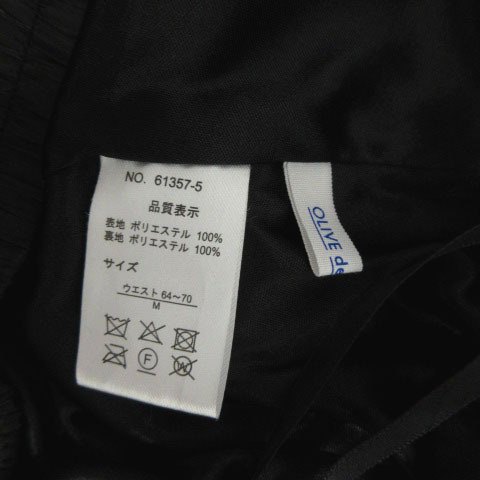 NO. 61357-5
品質表示
表地 ポリエステル 100%
裏地 ポリエステル 100%
サイズ
ウエスト 64～70
M
F
W
OLIVE de